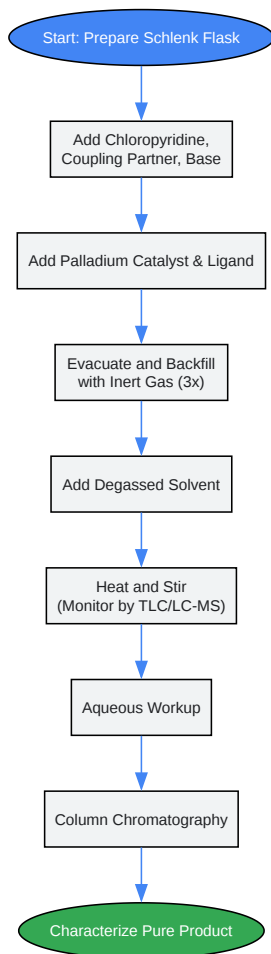 Start: Prepare Schlenk Flask
Add Chloropyridine,
Coupling Partner, Base
Add Palladium Catalyst & Ligand
Evacuate and Backfill
with Inert Gas (3x)
Add Degassed Solvent
Heat and Stir
(Monitor by TLC/LC-MS)
Aqueous Workup
Column Chromatography
Characterize Pure Product